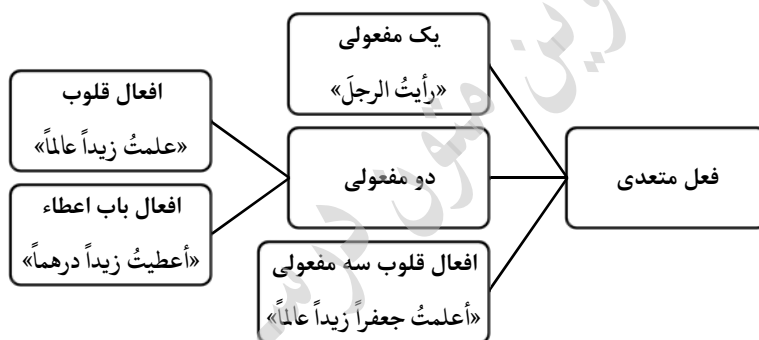 فعل متعدی
یک مفعولی
«رأیتُ الرجلَ»
دو مفعولی
افعال قلوب
«علمتُ زیداً عالماً»
افعال باب اعطاء
«أعطیتُ زیداً درهماً»
افعال قلوب سه مفعولی
«أعلمتُ جعفراً زیداً عالماً»